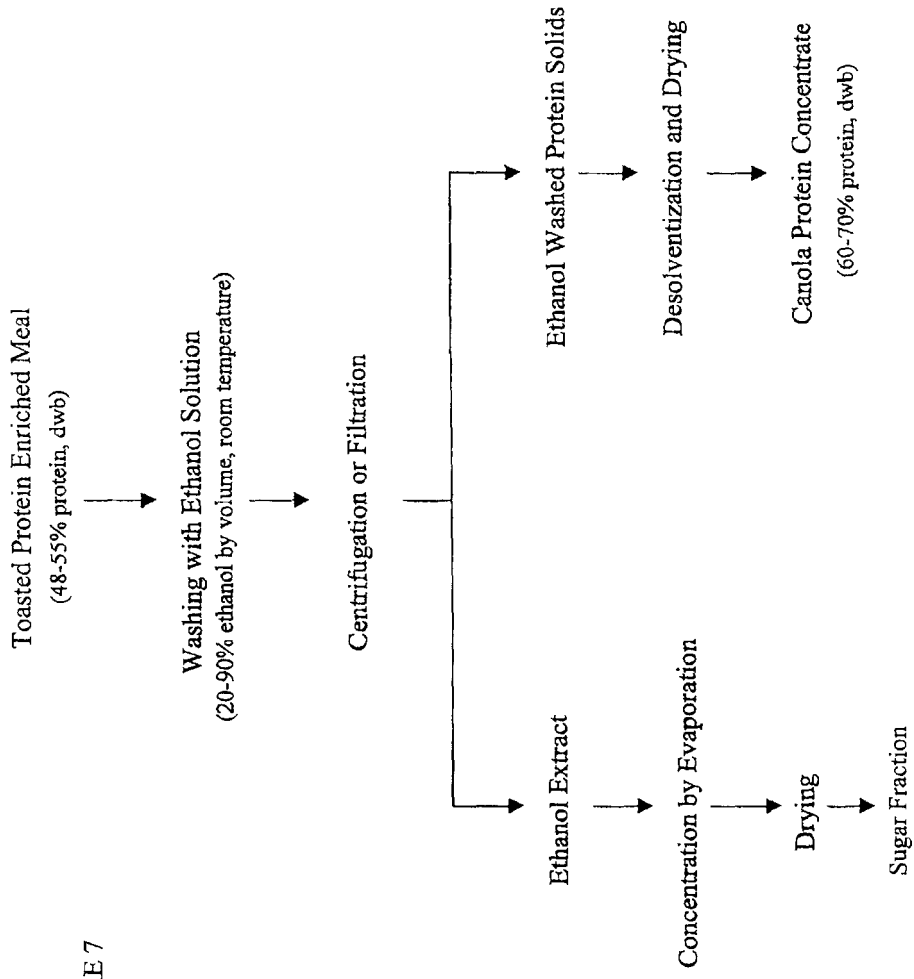 E 7
Toasted Protein Enriched Meal
(48-55% protein, dwb)
Washing with Ethanol Solution
(20-90% ethanol by volume, room temperature)
Centrifugation or Filtration
Ethanol Extract
Concentration by Evaporation
Drying
Sugar Fraction
Ethanol Washed Protein Solids
Desolventization and Drying
Canola Protein Concentrate
(60-70% protein, dwb)